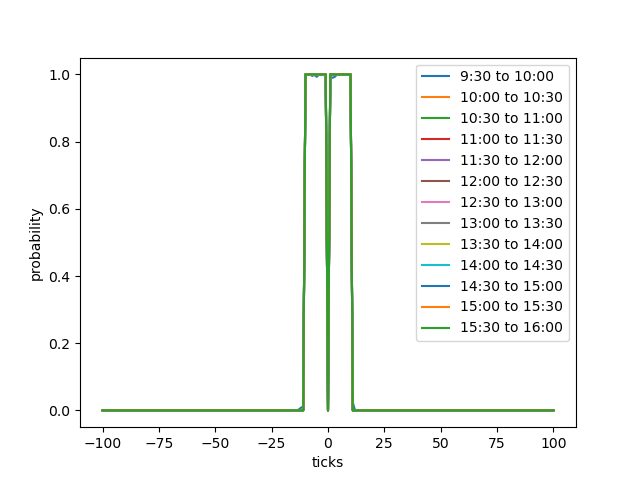 1.0
0.8
0.6
0.4
0.2
0.0
probability
−100
−75
−50
−25
0
25
50
75
100
ticks
9:30 to 10:00
10:00 to 10:30
10:30 to 11:00
11:00 to 11:30
11:30 to 12:00
12:00 to 12:30
12:30 to 13:00
13:00 to 13:30
13:30 to 14:00
14:00 to 14:30
14:30 to 15:00
15:00 to 15:30
15:30 to 16:00